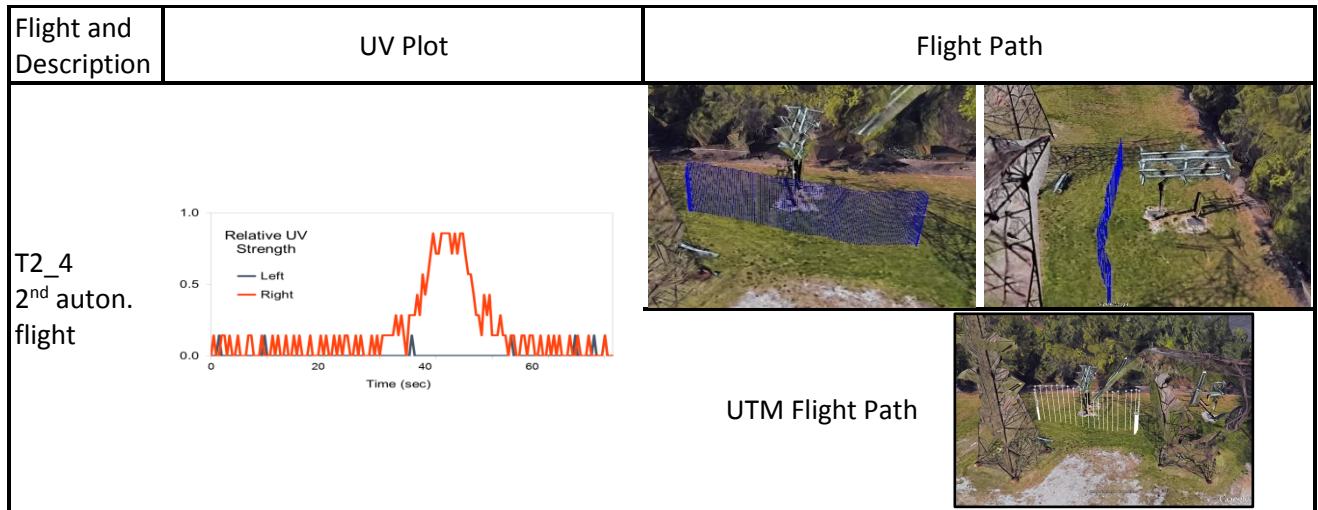 Flight and
Description
UV Plot
Flight Path
T2_4
2nd auton.
flight
Relative UV
Strength
Left
Right
1.0
0.5
0.0
0
20
40
60
Time (sec)
UTM Flight Path
Google